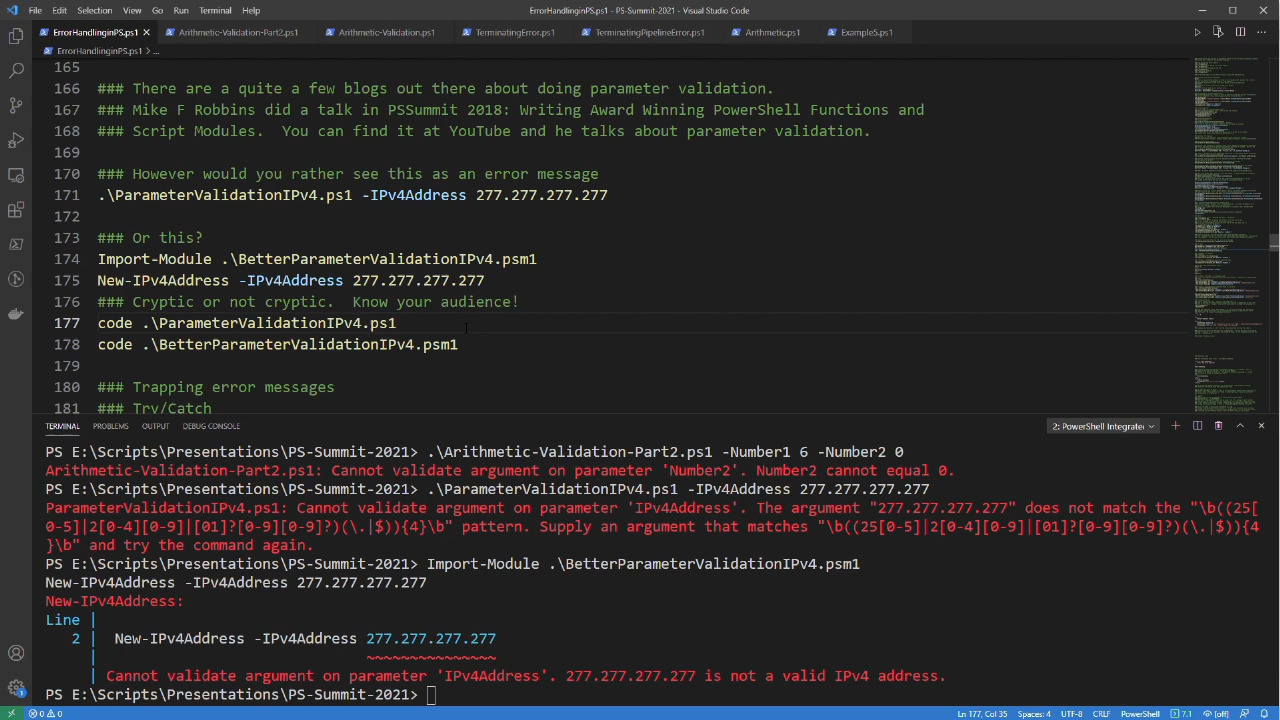 File Edit Selection View Go Run Terminal Help ErrorHandlinginPS.ps1 - PS-Summit-2021 - Visual Studio Code
ErrorHandlinginPS.ps1 Arithmetic-Validation-Part2.ps1 Arithmetic-Validation.ps1 TerminatingError.ps1 TerminatingPipelineError.ps1 Arithmetic.ps1 Example5.ps1
ErrorHandlinginPS.ps1 > ...
165
166 ### There are a quite a few blogs out there about doing parameter validation.
167 ### Mike F Robbins did a talk in PSSummit 2019, Writing Award Winning PowerShell Functions and
168 ### Script Modules. You can find it at YouTube and he talks about parameter validation.
169
170 ### However would you rather see this as an error message
171 .\ParameterValidationIPv4.ps1 -IPv4Address 277.277.277.277
172
173 ### Or this?
174 Import-Module .\BetterParameterValidationIPv4.psm1
175 New-IPv4Address -IPv4Address 277.277.277.277
176 ### Cryptic or not cryptic. Know your audience!
177 code .\ParameterValidationIPv4.ps1
178 code .\BetterParameterValidationIPv4.psm1
179
180 ### Trapping error messages
181 ### Try/Catch
TERMINAL PROBLEMS OUTPUT DEBUG CONSOLE 2: PowerShell Integrate
PS E:\Scripts\Presentations\PS-Summit-2021> .\Arithmetic-Validation-Part2.ps1 -Number1 6 -Number2 0
Arithmetic-Validation-Part2.ps1: Cannot validate argument on parameter 'Number2'. Number2 cannot equal 0.
PS E:\Scripts\Presentations\PS-Summit-2021> .\ParameterValidationIPv4.ps1 -IPv4Address 277.277.277.277
ParameterValidationIPv4.ps1: Cannot validate argument on parameter 'IPv4Address'. The argument "277.277.277.277" does not match the "\b((25[
0-5]|2[0-4][0-9]|[01]?[0-9][0-9]?)(\.|$)){4}\b" pattern. Supply an argument that matches "\b((25[0-5]|2[0-4][0-9]|[01]?[0-9][0-9]?)(\.|$)){4
}\b" and try the command again.
PS E:\Scripts\Presentations\PS-Summit-2021> Import-Module .\BetterParameterValidationIPv4.psm1
New-IPv4Address -IPv4Address 277.277.277.277
New-IPv4Address:
Line |
2 | New-IPv4Address -IPv4Address 277.277.277.277
| ~~~~~~~~~~~~~~~
| Cannot validate argument on parameter 'IPv4Address'. 277.277.277.277 is not a valid IPv4 address.
PS E:\Scripts\Presentations\PS-Summit-2021>
0 0 Ln 177, Col 35 Spaces: 4 UTF-8 CRLF PowerShell 7.1 [off]